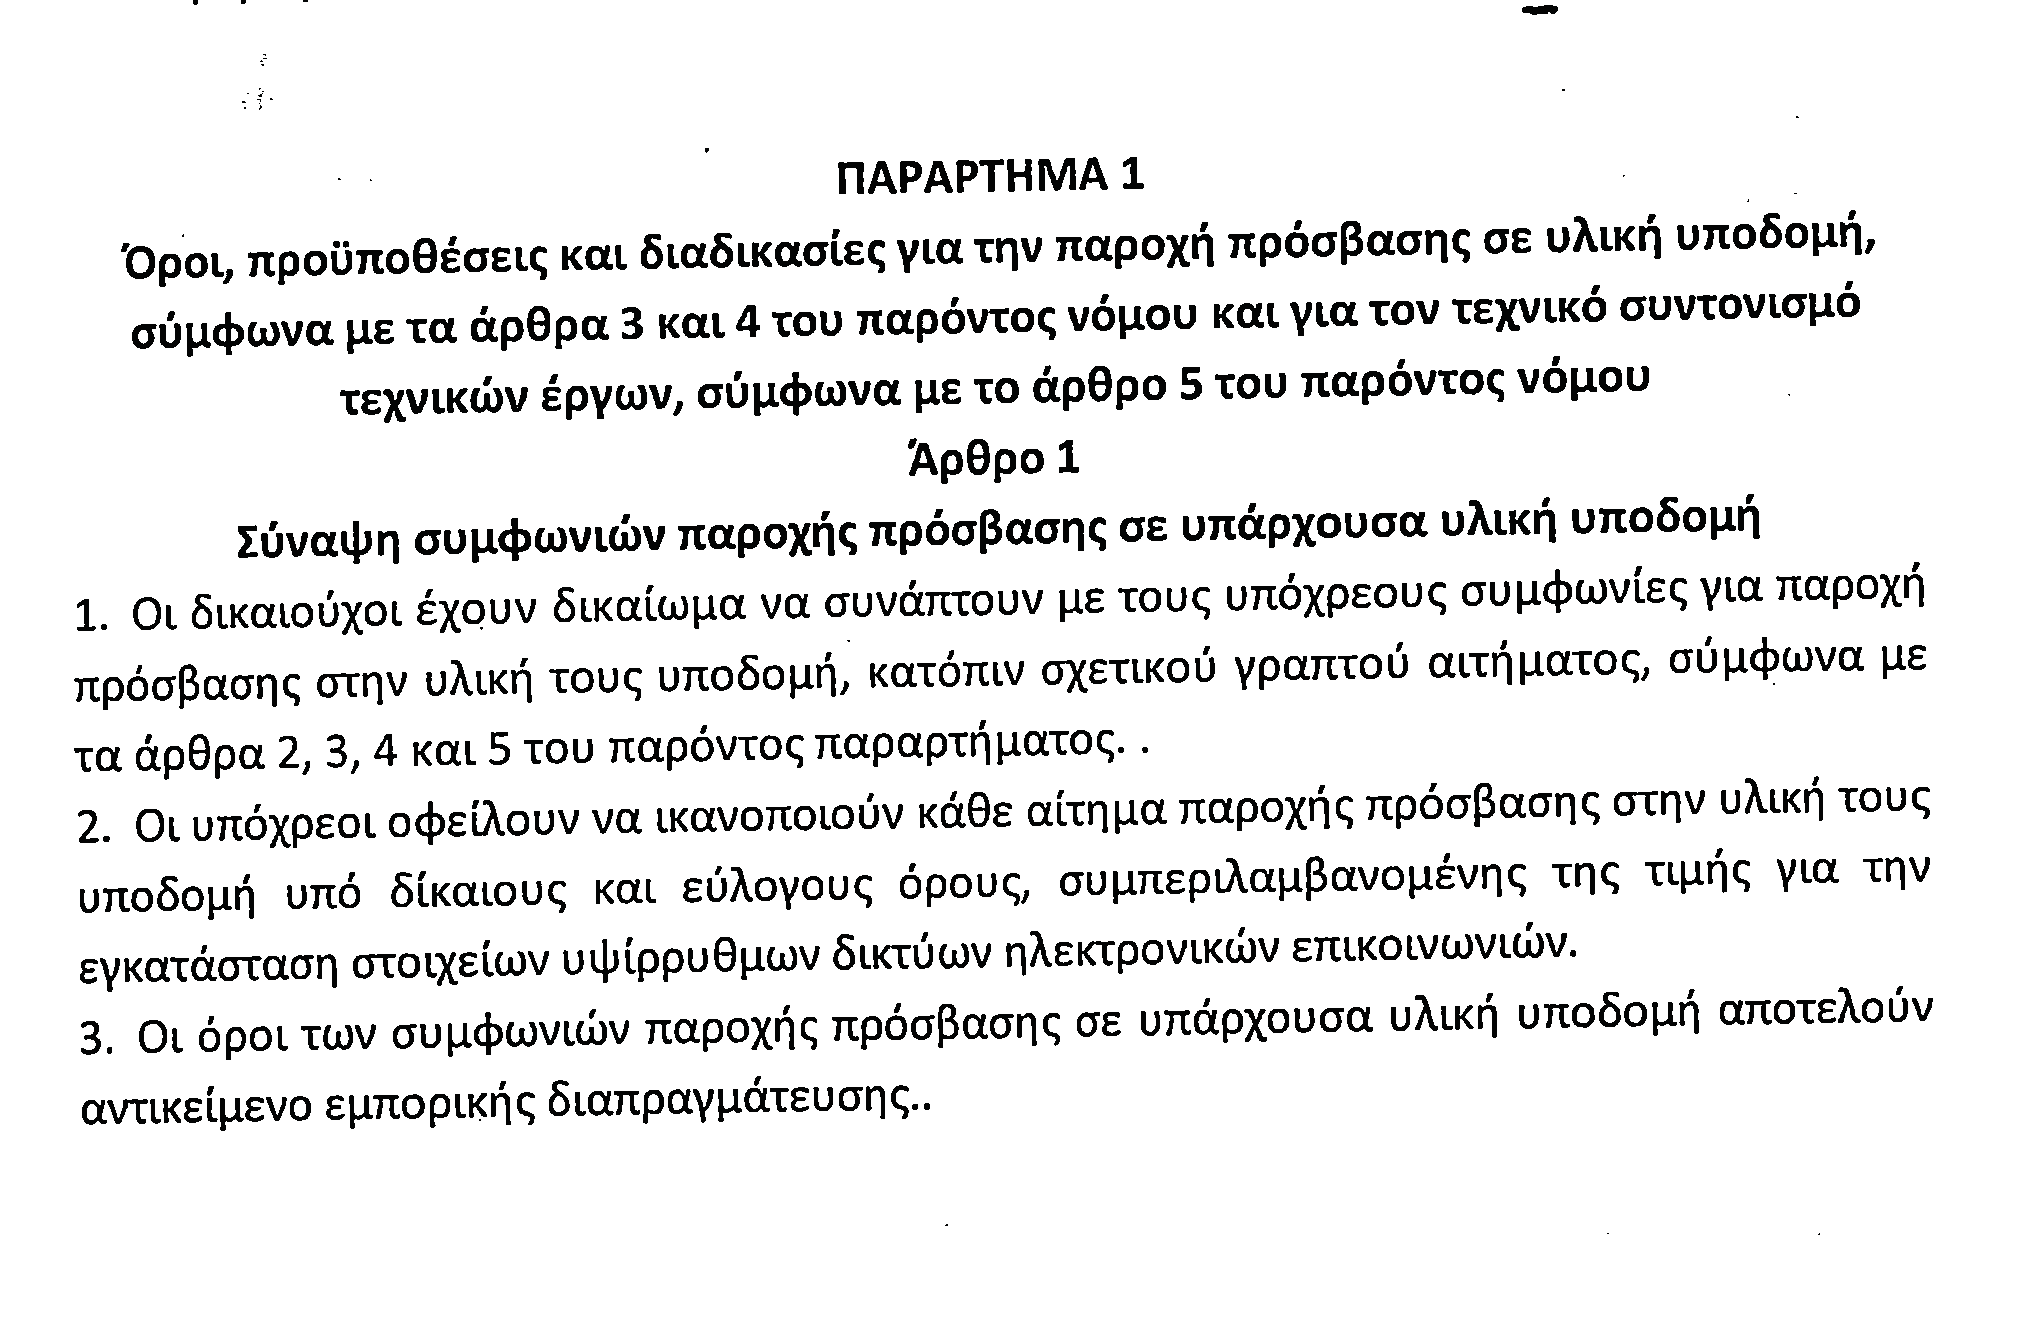 ΠΑΡΑΡΤΗΜΑ 1
Όροι, προϋποθέσεις και διαδικασίες για την παροχή πρόσβασης σε υλική υποδομή,
σύμφωνα με τα άρθρα 3 και 4 του παρόντος νόμου και για τον τεχνικό συντονισμό
τεχνικών έργων, σύμφωνα με το άρθρο 5 του παρόντος νόμου
Άρθρο 1
Σύναψη συμφωνιών παροχής πρόσβασης σε υπάρχουσα υλική υποδομή
1. Οι δικαιούχοι έχουν δικαίωμα να συνάπτουν με τους υπόχρεους συμφωνίες για παροχή
πρόσβασης στην υλική τους υποδομή, κατόπιν σχετικού γραπτού αιτήματος, σύμφωνα με
τα άρθρα 2, 3, 4 και 5 του παρόντος παραρτήματος. .
2. Οι υπόχρεοι οφείλουν να ικανοποιούν κάθε αίτημα παροχής πρόσβασης στην υλική τους
υποδομή υπό δίκαιους και εύλογους όρους, συμπεριλαμβανομένης της τιμής για την
εγκατάσταση στοιχείων υψίρρυθμων δικτύων ηλεκτρονικών επικοινωνιών.
3. Οι όροι των συμφωνιών παροχής πρόσβασης σε υπάρχουσα υλική υποδομή αποτελούν
αντικείμενο εμπορικής διαπραγμάτευσης..